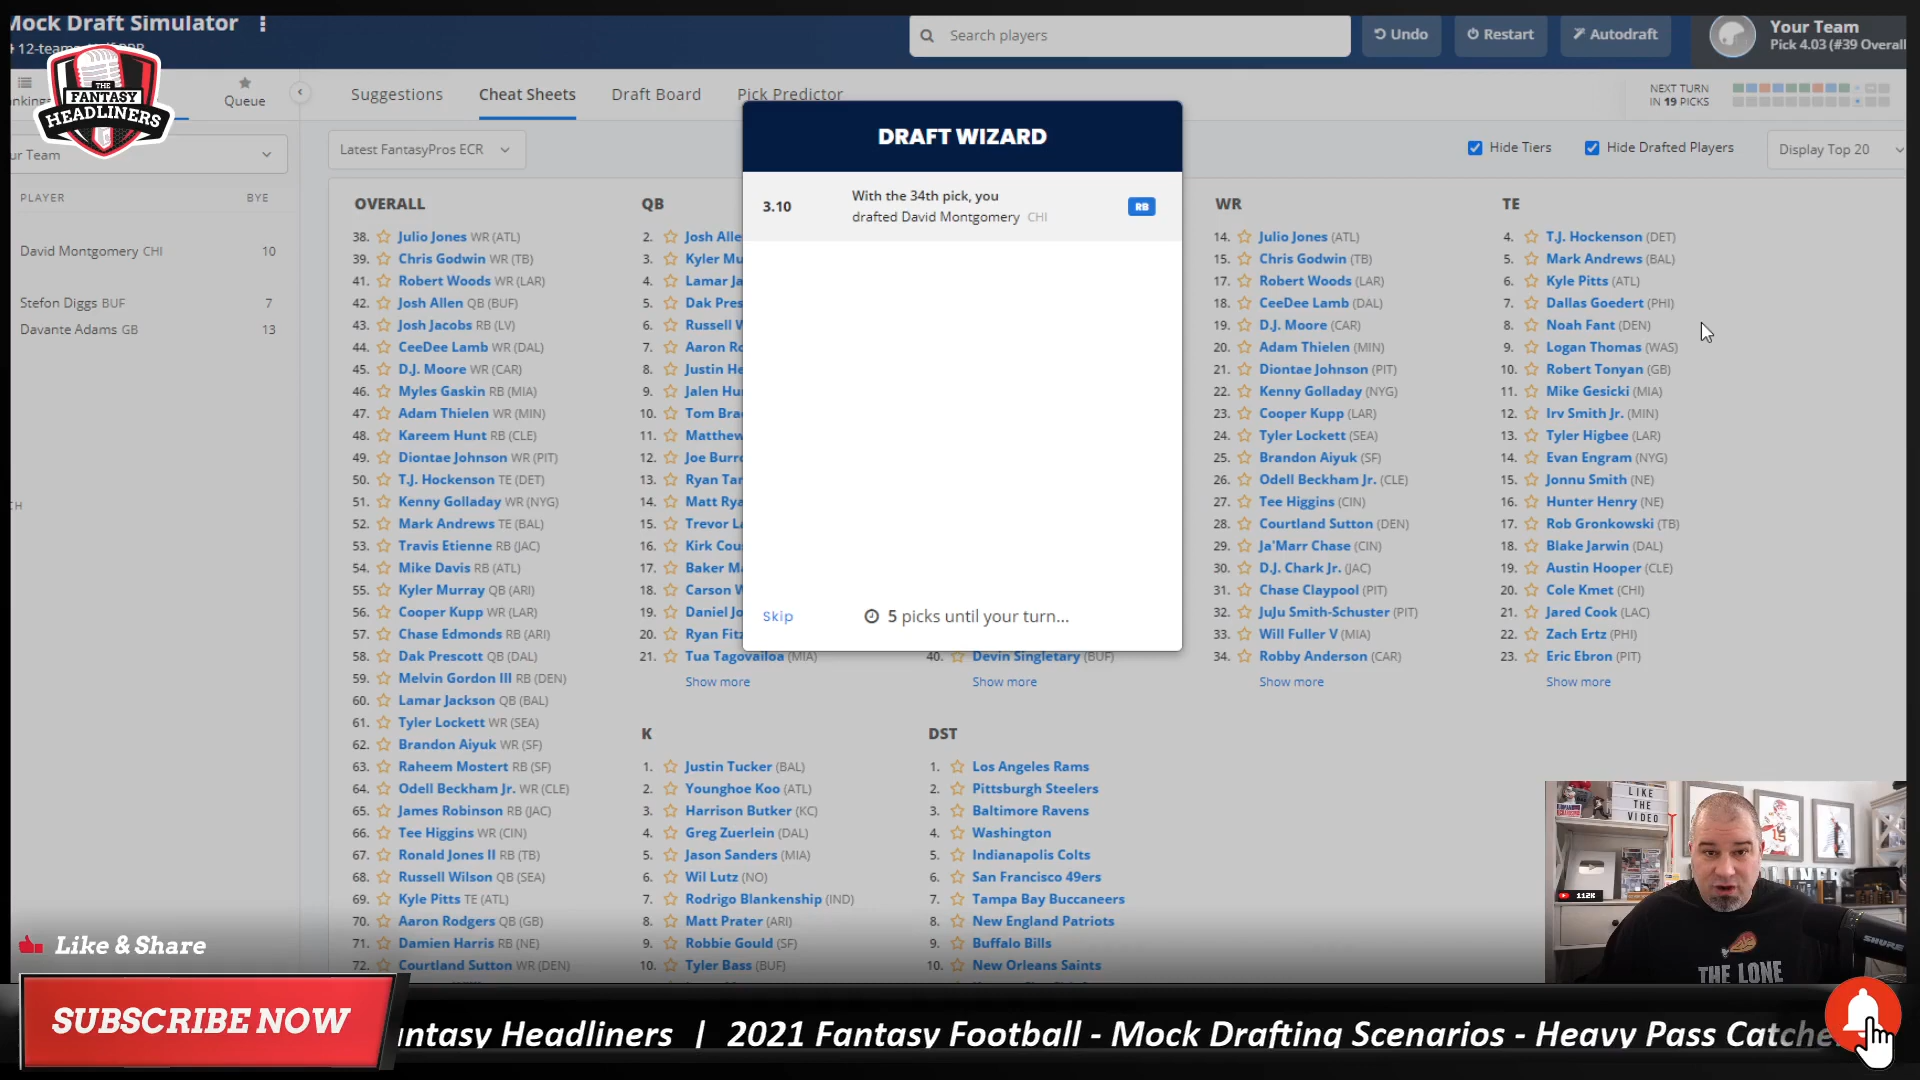 Mock Draft Simulator
12-team
Search players
Undo
Restart
Autodraft
Your Team
Pick 4.03 (#39 Overall
THE
FANTASY
HEADLINERS
Queue
Suggestions
Cheat Sheets
Draft Board
Pick Predictor
NEXT TURN
IN 19 PICKS
ur Team
Latest FantasyPros ECR
Hide Tiers
Hide Drafted Players
Display Top 20
PLAYER BYE
David Montgomery CHI 10
Stefon Diggs BUF 7
Davante Adams GB 13
DRAFT WIZARD
3.10
With the 34th pick, you
drafted David Montgomery CHI
RB
Skip
5 picks until your turn...
OVERALL
38. Julio Jones WR (ATL)
39. Chris Godwin WR (TB)
41. Robert Woods WR (LAR)
42. Josh Allen QB (BUF)
43. Josh Jacobs RB (LV)
44. CeeDee Lamb WR (DAL)
45. D.J. Moore WR (CAR)
46. Myles Gaskin RB (MIA)
47. Adam Thielen WR (MIN)
48. Kareem Hunt RB (CLE)
49. Diontae Johnson WR (PIT)
50. T.J. Hockenson TE (DET)
51. Kenny Golladay WR (NYG)
52. Mark Andrews TE (BAL)
53. Travis Etienne RB (JAC)
54. Mike Davis RB (ATL)
55. Kyler Murray QB (ARI)
56. Cooper Kupp WR (LAR)
57. Chase Edmonds RB (ARI)
58. Dak Prescott QB (DAL)
59. Melvin Gordon III RB (DEN)
60. Lamar Jackson QB (BAL)
61. Tyler Lockett WR (SEA)
62. Brandon Aiyuk WR (SF)
63. Raheem Mostert RB (SF)
64. Odell Beckham Jr. WR (CLE)
65. James Robinson RB (JAC)
66. Tee Higgins WR (CIN)
67. Ronald Jones II RB (TB)
68. Russell Wilson QB (SEA)
69. Kyle Pitts TE (ATL)
70. Aaron Rodgers QB (GB)
71. Damien Harris RB (NE)
72. Courtland Sutton WR (DEN)
QB
2. Josh Alle
3. Kyler Mu
4. Lamar Ja
5. Dak Pres
6. Russell W
7. Aaron Ro
8. Justin He
9. Jalen Hu
10. Tom Bra
11. Matthew
12. Joe Burr
13. Ryan Tan
14. Matt Rya
15. Trevor L
16. Kirk Cou
17. Baker M
18. Carson W
19. Daniel Jo
20. Ryan Fitz
21. Tua Tagovailoa (MIA)
Show more
40. Devin Singletary (BUF)
Show more
WR
14. Julio Jones (ATL)
15. Chris Godwin (TB)
17. Robert Woods (LAR)
18. CeeDee Lamb (DAL)
19. D.J. Moore (CAR)
20. Adam Thielen (MIN)
21. Diontae Johnson (PIT)
22. Kenny Golladay (NYG)
23. Cooper Kupp (LAR)
24. Tyler Lockett (SEA)
25. Brandon Aiyuk (SF)
26. Odell Beckham Jr. (CLE)
27. Tee Higgins (CIN)
28. Courtland Sutton (DEN)
29. Ja'Marr Chase (CIN)
30. D.J. Chark Jr. (JAC)
31. Chase Claypool (PIT)
32. JuJu Smith-Schuster (PIT)
33. Will Fuller V (MIA)
34. Robby Anderson (CAR)
Show more
TE
4. T.J. Hockenson (DET)
5. Mark Andrews (BAL)
6. Kyle Pitts (ATL)
7. Dallas Goedert (PHI)
8. Noah Fant (DEN)
9. Logan Thomas (WAS)
10. Robert Tonyan (GB)
11. Mike Gesicki (MIA)
12. Irv Smith Jr. (MIN)
13. Tyler Higbee (LAR)
14. Evan Engram (NYG)
15. Jonnu Smith (NE)
16. Hunter Henry (NE)
17. Rob Gronkowski (TB)
18. Blake Jarwin (DAL)
19. Austin Hooper (CLE)
20. Cole Kmet (CHI)
21. Jared Cook (LAC)
22. Zach Ertz (PHI)
23. Eric Ebron (PIT)
Show more
K
1. Justin Tucker (BAL)
2. Younghoe Koo (ATL)
3. Harrison Butker (KC)
4. Greg Zuerlein (DAL)
5. Jason Sanders (MIA)
6. Wil Lutz (NO)
7. Rodrigo Blankenship (IND)
8. Matt Prater (ARI)
9. Robbie Gould (SF)
10. Tyler Bass (BUF)
DST
1. Los Angeles Rams
2. Pittsburgh Steelers
3. Baltimore Ravens
4. Washington
5. Indianapolis Colts
6. San Francisco 49ers
7. Tampa Bay Buccaneers
8. New England Patriots
9. Buffalo Bills
10. New Orleans Saints
LIKE
THE
VIDEO
15
112K
SHURE
THE LONE
Like & Share
SUBSCRIBE NOW
antasy Headliners | 2021 Fantasy Football - Mock Drafting Scenarios - Heavy Pass Catche